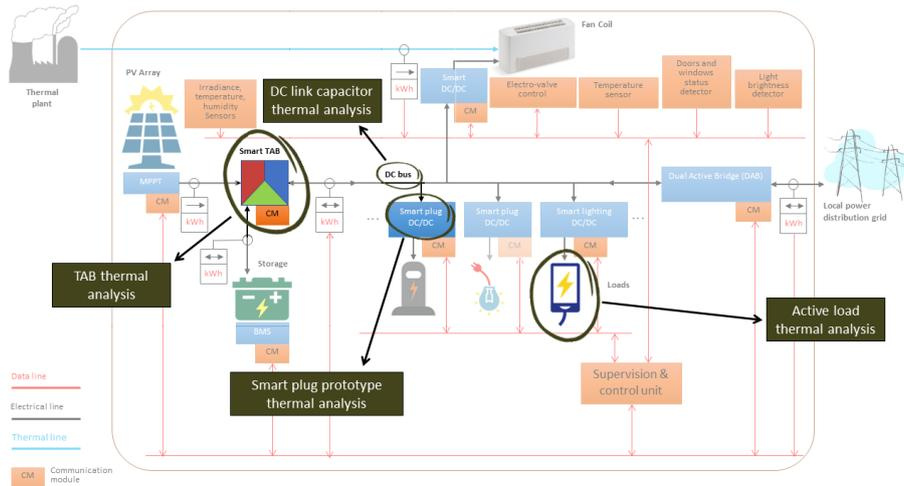 Fan Coil
Thermal
plant
PV Array
Irradiance,
temperature,
humidity
Sensors
DC link capacitor
thermal analysis
kWh
Smart
DC/DC
CM
Electro-valve
control
Temperature
sensor
Doors and
windows
status
detector
Light
brightness
detector
Smart TAB
MPPT
CM
kWh
CM
kWh
DC bus
Dual Active Bridge (DAB)
CM
kWh
Local power
distribution grid
...
Smart plug
DC/DC
CM
Smart plug
DC/DC
CM
Smart lighting
DC/DC
CM
...
kWh
Storage
BMS
CM
Loads
TAB thermal
analysis
Active load
thermal analysis
Smart plug prototype
thermal analysis
Supervision &
control unit
Data line
Electrical line
Thermal line
CM
Communication
module